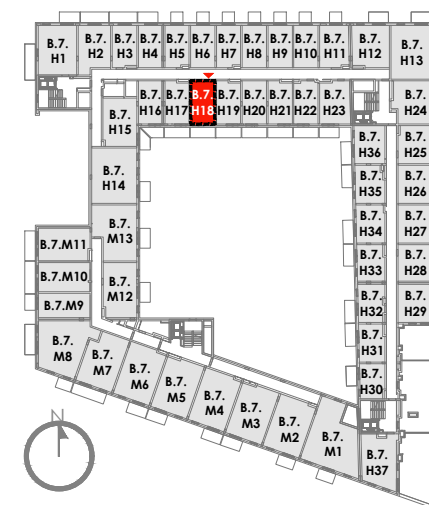 B.7.
H1
B.7.
H2
B.7.
H3
B.7.
H4
B.7.
H5
B.7.
H6
B.7.
H7
B.7.
H8
B.7.
H9
B.7.
H10
B.7.
H11
B.7.
H12
B.7.
H13
B.7.
H15
B.7.
H16
B.7.
H17
B.7.
H18
B.7.
H19
B.7.
H20
B.7.
H21
B.7.
H22
B.7.
H23
B.7.
H24
B.7.
H36
B.7.
H25
B.7.
H14
B.7.
H35
B.7.
H26
B.7.
M13
B.7.
H34
B.7.
H27
B.7.M11
B.7.
H33
B.7.
H28
B.7.M10
B.7.
M12
B.7.
H32
B.7.
H29
B.7.M9
B.7.
H31
B.7.
M8
B.7.
M7
B.7.
M6
B.7.
M5
B.7.
M4
B.7.
M3
B.7.
M2
B.7.
M1
B.7.
H30
B.7.
H37
N